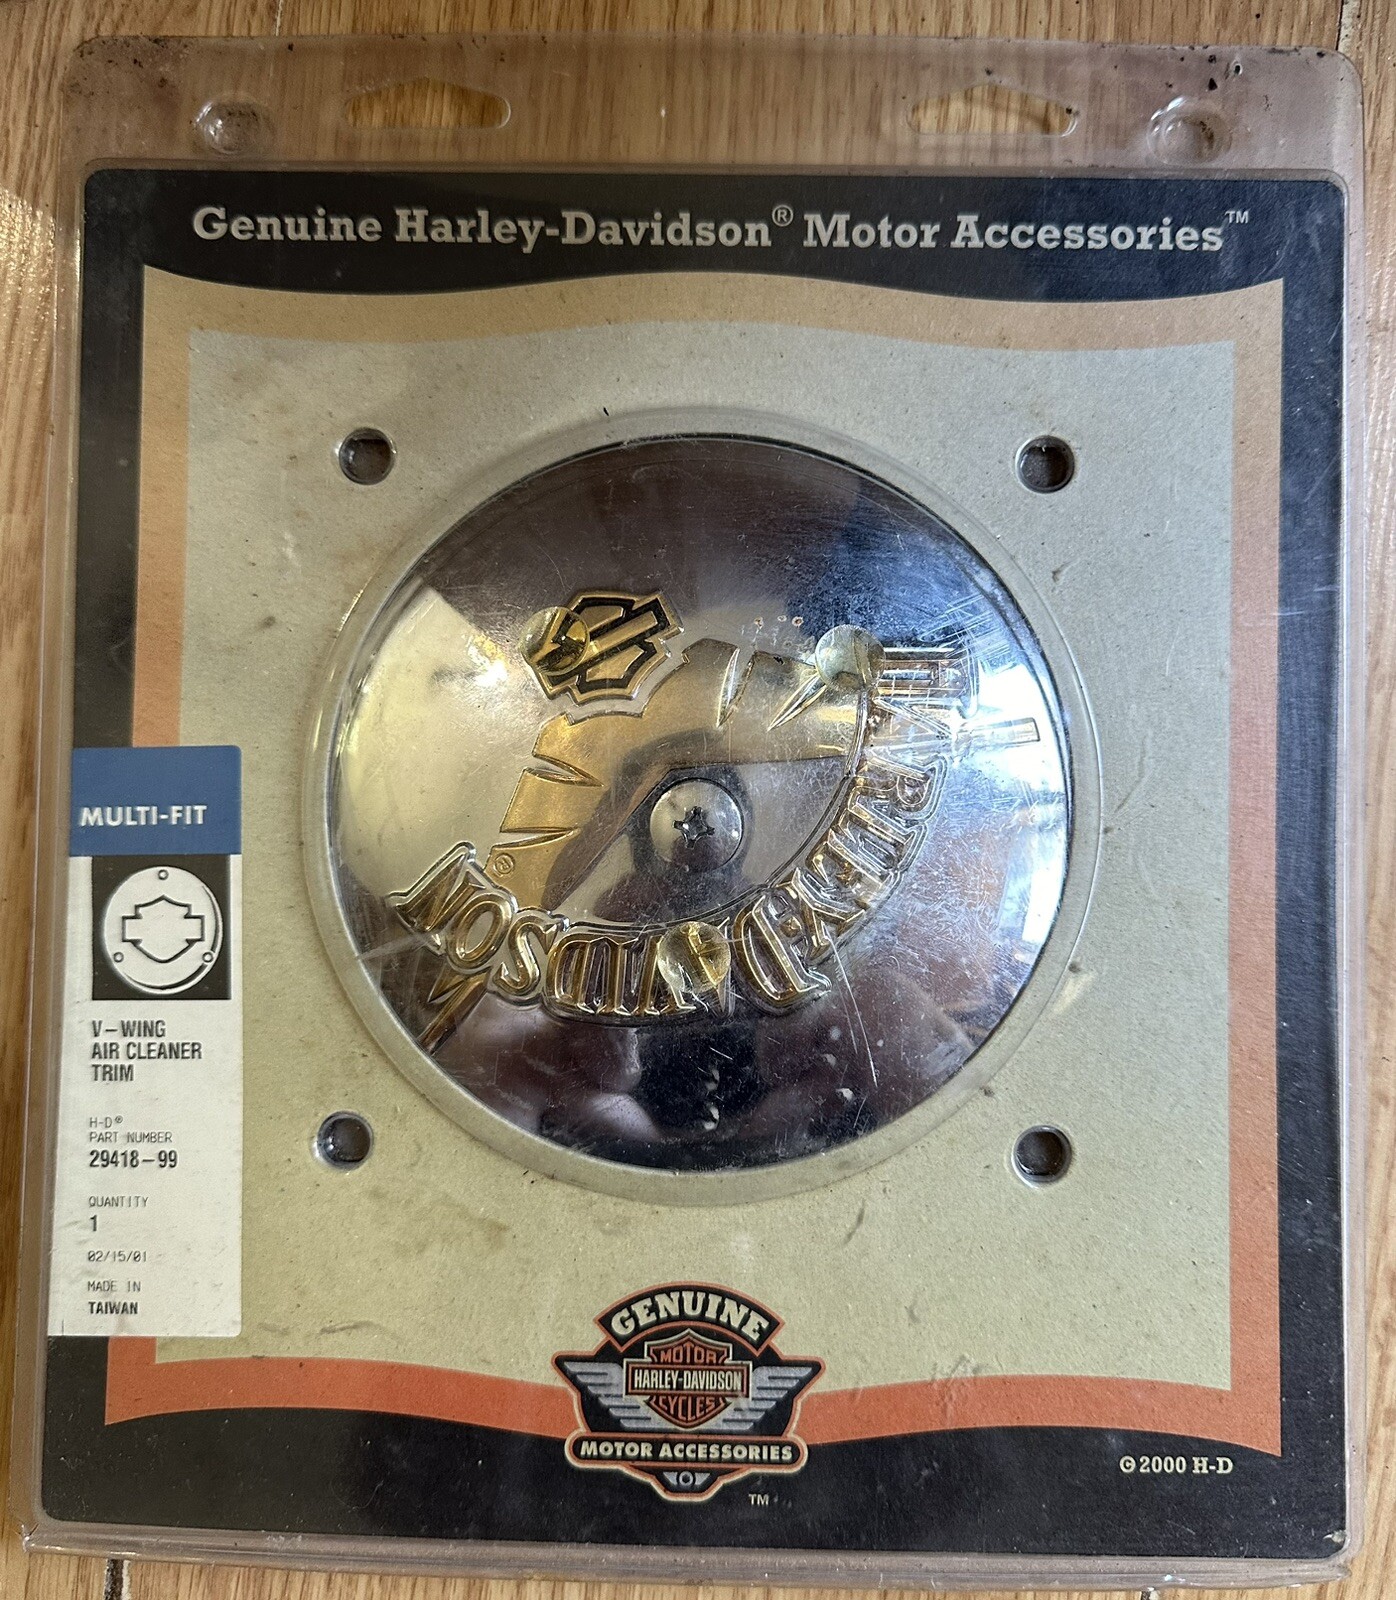 Genuine Harley-Davidson® Motor Accessories™
HARLEY-DAVIDSON
®
MULTI-FIT
V-WING
AIR CLEANER
TRIM
H-D®
PART NUMBER
29418-99
QUANTITY
1
02/15/01
MADE IN
TAIWAN
GENUINE
MOTOR
HARLEY-DAVIDSON
CYCLES
MOTOR ACCESSORIES
TM
©2000 H-D